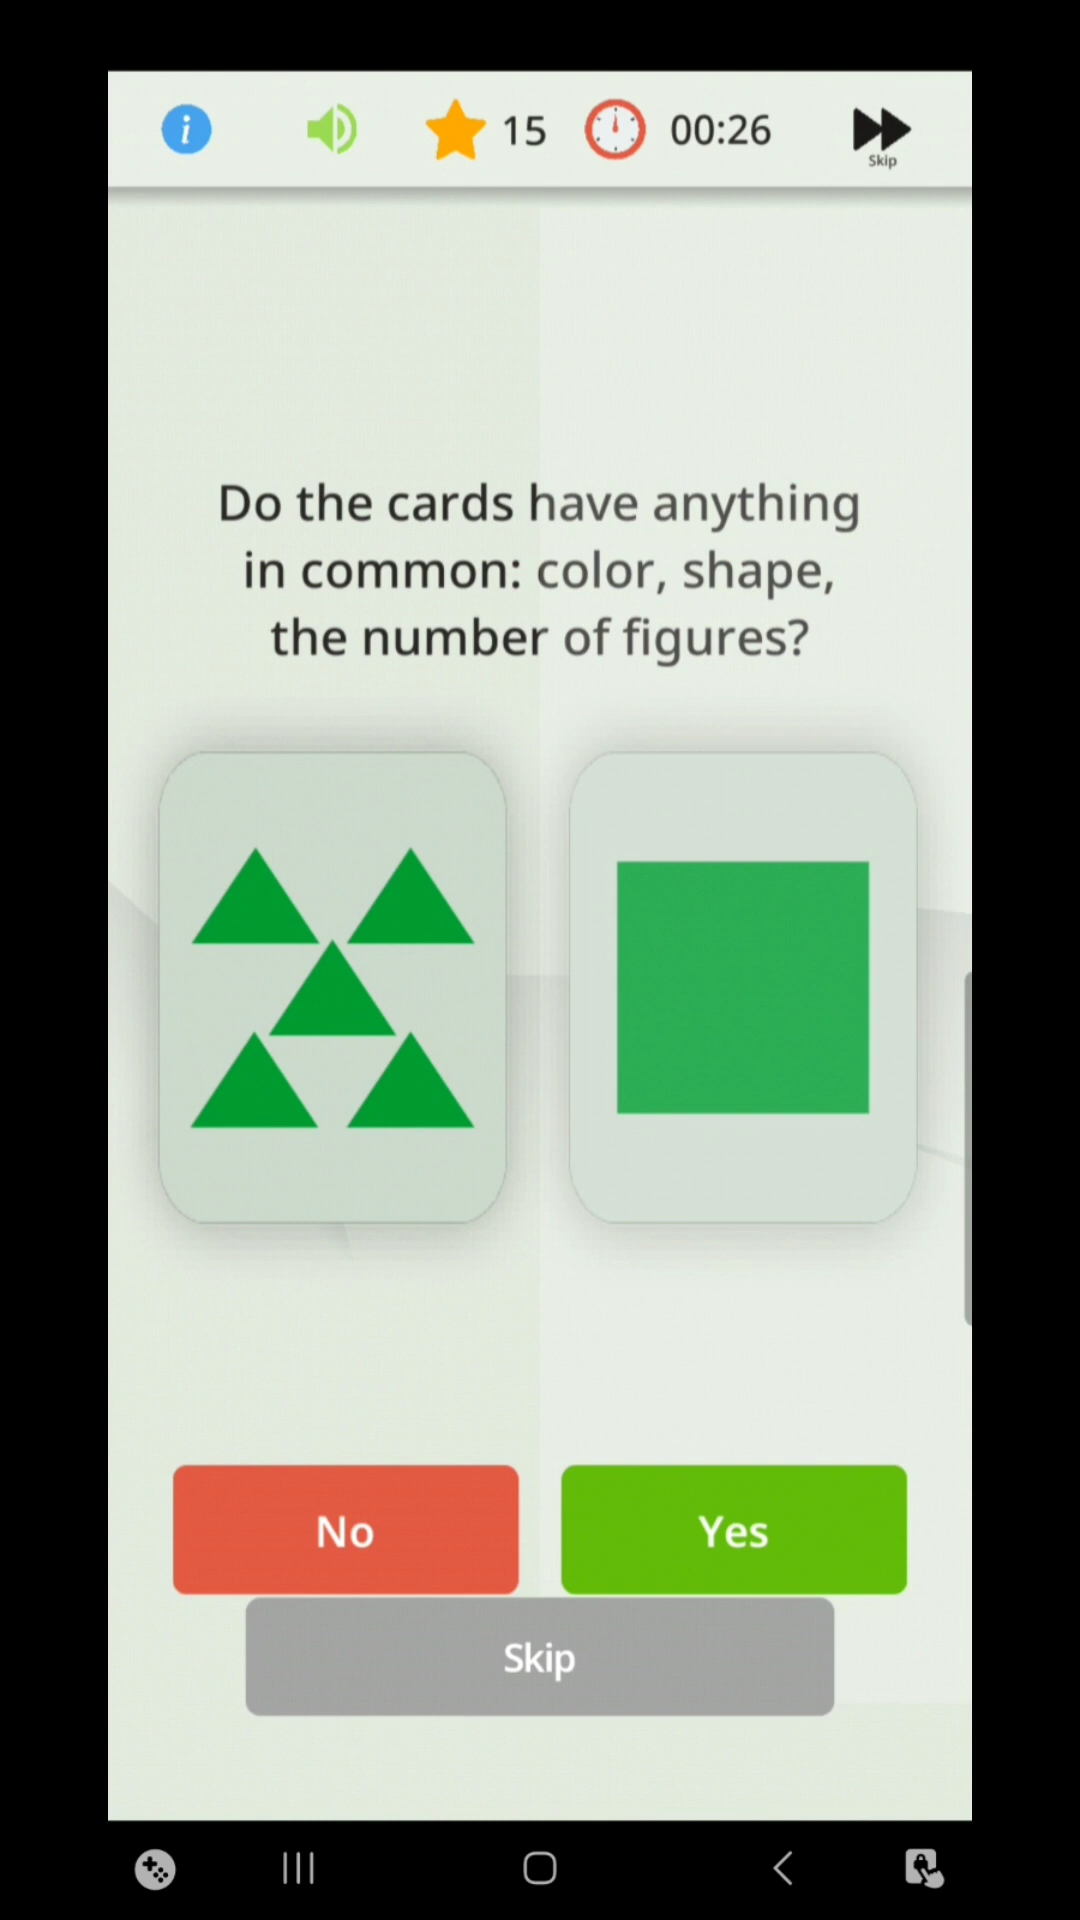 15
00:26
Skip
Do the cards have anything
in common: color, shape,
the number of figures?
No
Yes
Skip